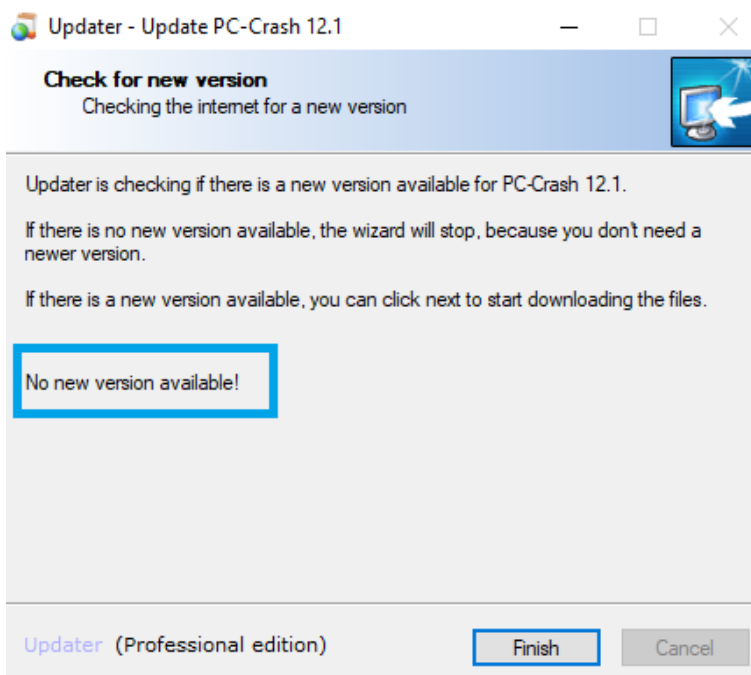 Updater - Update PC-Crash 12.1
Check for new version
Checking the internet for a new version
Updater is checking if there is a new version available for PC-Crash 12.1.
If there is no new version available, the wizard will stop, because you don't need a
newer version.
If there is a new version available, you can click next to start downloading the files.
No new version available!
Updater (Professional edition)
Finish
Cancel